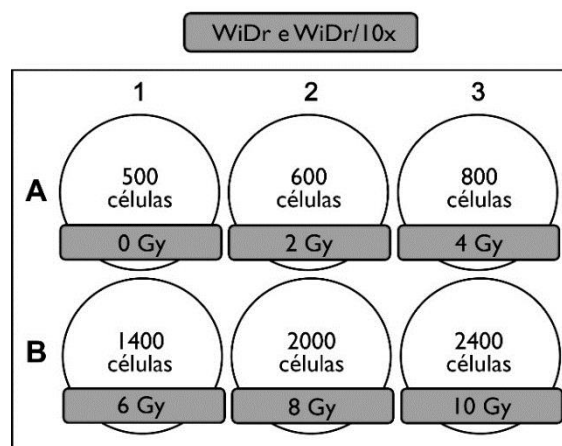 WiDr e WiDr/10x
1 2 3
A
500 células 600 células 800 células
0 Gy 2 Gy 4 Gy
B
1400 células 2000 células 2400 células
6 Gy 8 Gy 10 Gy